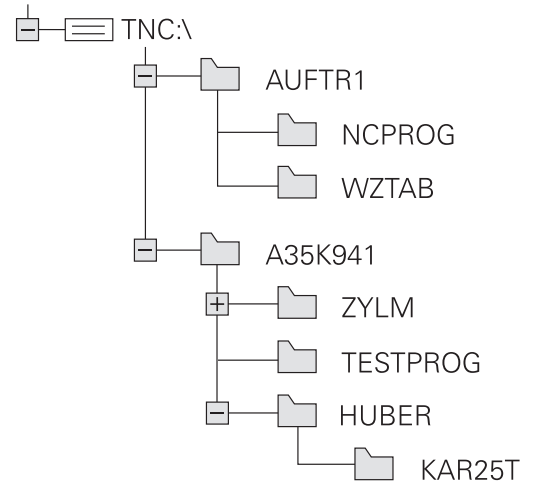 TNC:\
AUFTR1
NCPROG
WZTAB
A35K941
ZYLM
TESTPROG
HUBER
KAR25T